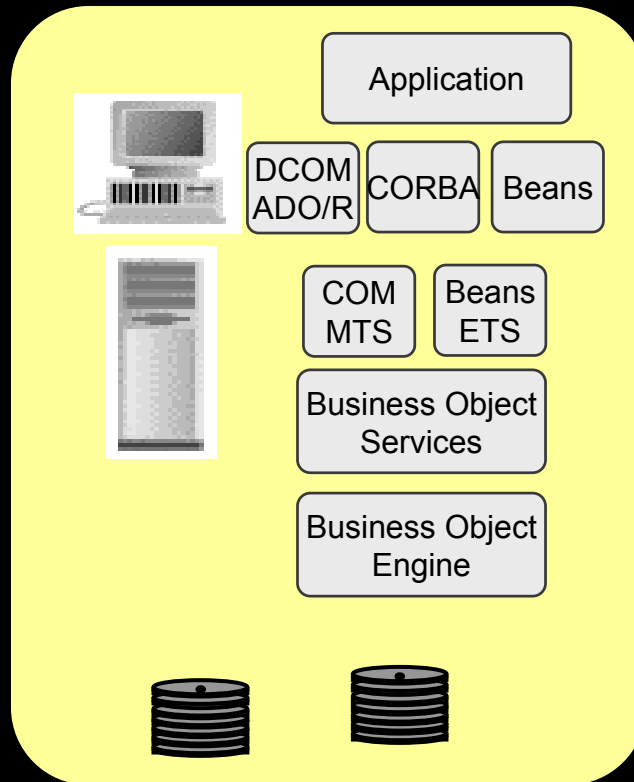 Application
DCOM
ADO/R
CORBA
Beans
COM
MTS
Beans
ETS
Business Object
Services
Business Object
Engine